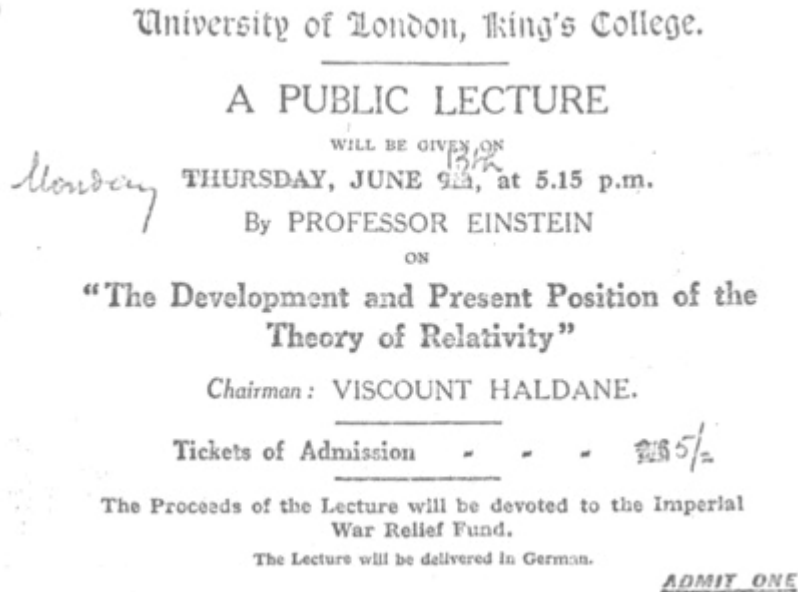 University of London, King's College.
A PUBLIC LECTURE
WILL BE GIVEN ON
13th
Monday THURSDAY, JUNE 9th, at 5.15 p.m.
By PROFESSOR EINSTEIN
ON
"The Development and Present Position of the
Theory of Relativity"
Chairman: VISCOUNT HALDANE.
Tickets of Admission - - - 5/=
The Proceeds of the Lecture will be devoted to the Imperial
War Relief Fund.
The Lecture will be delivered in German.
ADMIT ONE